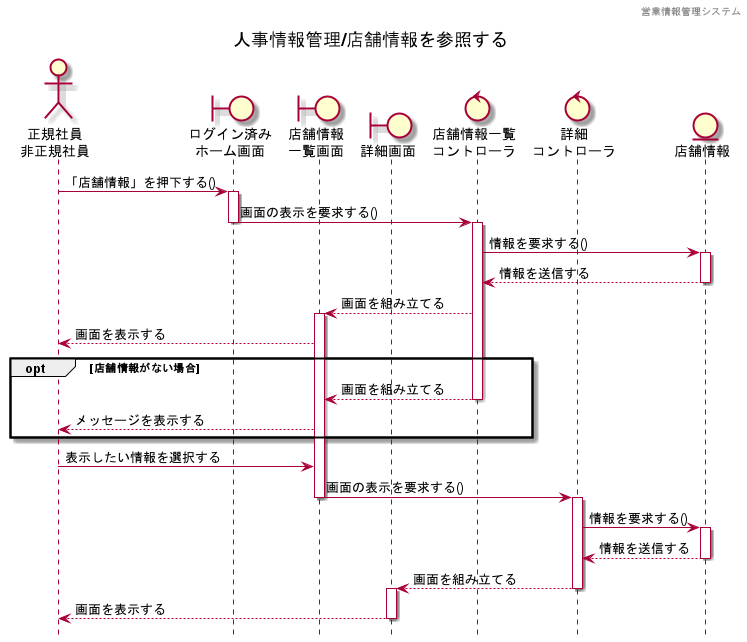 営業情報管理システム
人事情報管理/店舗情報を参照する
正規社員
非正規社員
ログイン済み
ホーム画面
店舗情報
一覧画面
詳細画面
店舗情報一覧
コントローラ
詳細
コントローラ
店舗情報
「店舗情報」を押下する()
画面の表示を要求する()
情報を要求する()
情報を送信する
画面を組み立てる
画面を表示する
opt
[店舗情報がない場合]
画面を組み立てる
メッセージを表示する
表示したい情報を選択する
画面の表示を要求する()
情報を要求する()
情報を送信する
画面を組み立てる
画面を表示する